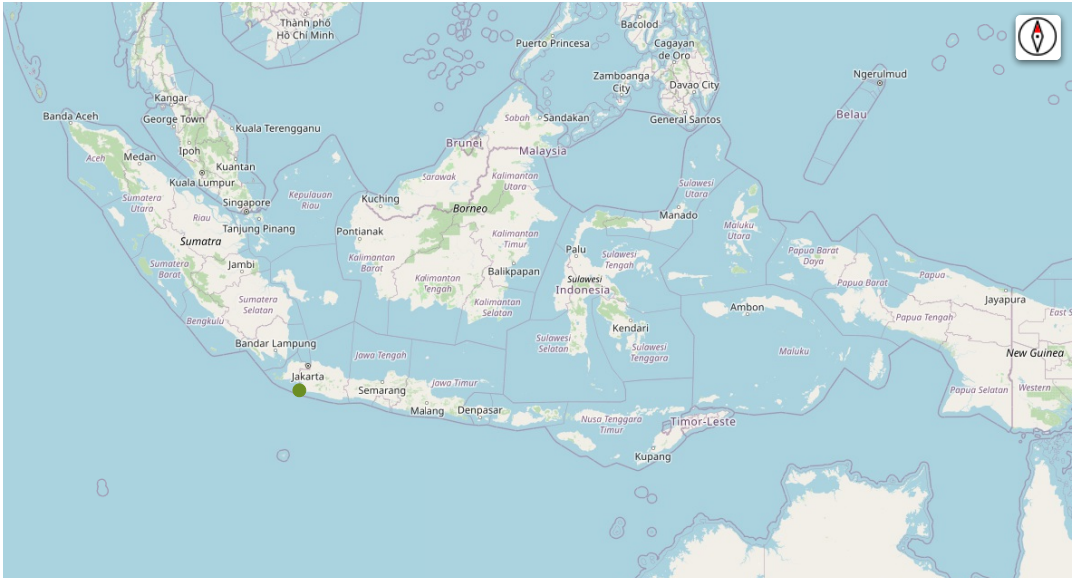 Thành phố
Hồ Chí Minh
Bacolod
Puerto Princesa
Cagayan
de Oro
Zamboanga
City
Davao City
General Santos
Ngerulmud
Belau
Kangar
George Town
Kuala Terengganu
Banda Aceh
Ipoh
Kuantan
Medan
Aceh
Kuala Lumpur
Sabah
Sandakan
Brunei
Malaysia
Sarawak
Kalimantan
Utara
Sumatera
Utara
Kepulauan
Riau
Kuching
Singapore
Riau
Borneo
Sulawesi
Utara
Manado
Tanjung Pinang
Pontianak
Sumatra
Kalimantan
Timur
Maluku
Utara
Palu
Papua Barat
Daya
Sumatera
Barat
Jambi
Kalimantan
Barat
Sulawesi
Tengah
Balikpapan
Kalimantan
Tengah
Sulawesi
Indonesia
Papua
Papua Barat
Jayapura
Sumatera
Selatan
Kalimantan
Selatan
Ambon
Papua Tengah
East S
Bengkulu
Kendari
Bandar Lampung
Sulawesi
Selatan
Sulawesi
Tenggara
Maluku
New Guinea
Jawa Tengah
Jakarta
Semarang
Jawa Timur
Papua Selatan
Western
Malang
Denpasar
Nusa Tenggara
Timur
Timor-Leste
Kupang